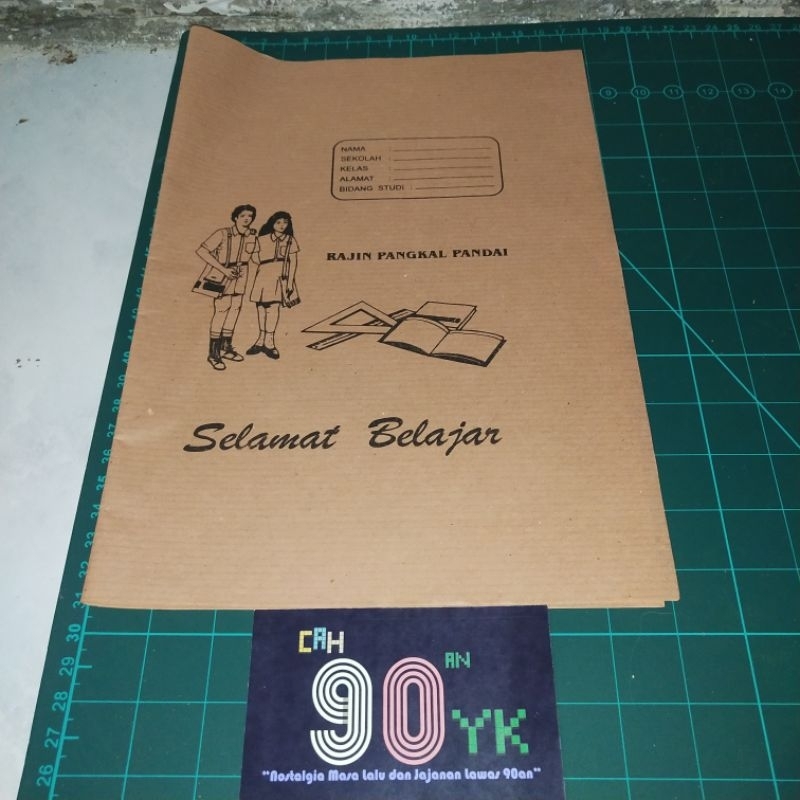 NAMA :
SEKOLAH :
KELAS :
ALAMAT :
BIDANG STUDI :
RAJIN PANGKAL PANDAI
Selamat Belajar
CAH
90
AN
YK
"Nostalgia Masa Lalu dan Jajanan Lawas 90an"